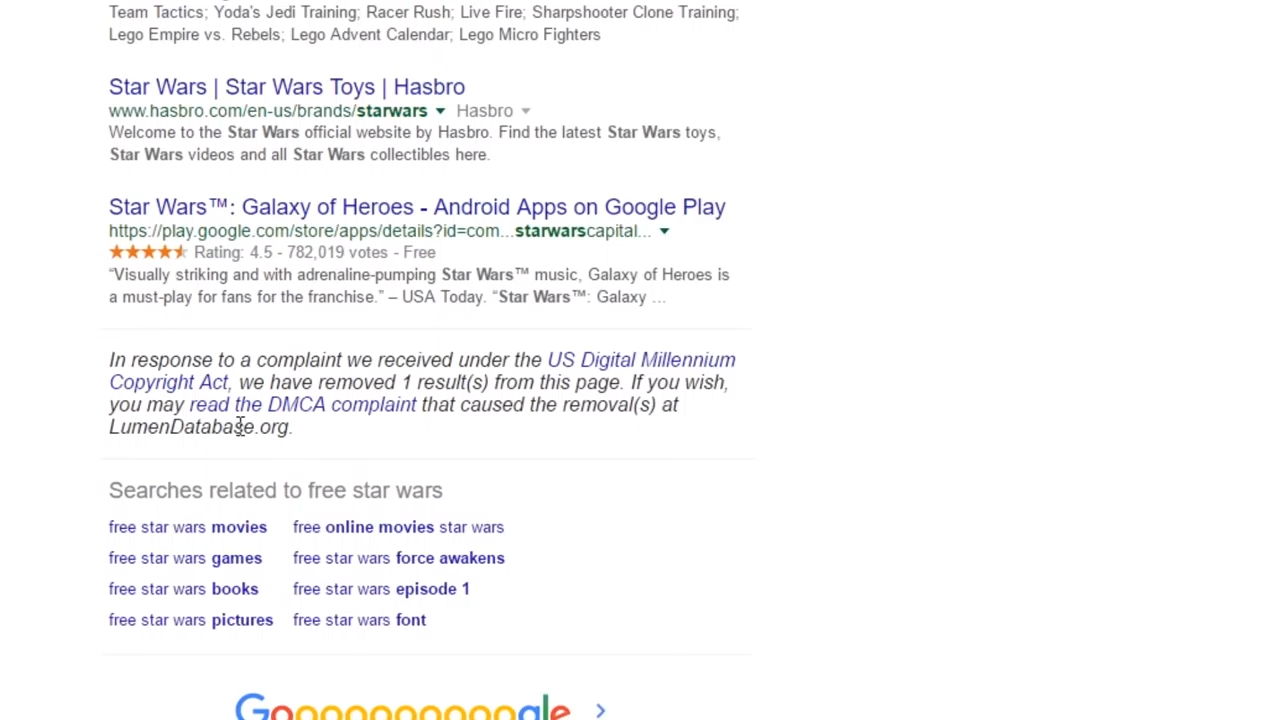 Team Tactics; Yoda's Jedi Training; Racer Rush; Live Fire; Sharpshooter Clone Training;
Lego Empire vs. Rebels; Lego Advent Calendar; Lego Micro Fighters
Star Wars | Star Wars Toys | Hasbro
www.hasbro.com/en-us/brands/starwars Hasbro
Welcome to the Star Wars official website by Hasbro. Find the latest Star Wars toys,
Star Wars videos and all Star Wars collectibles here.
Star Wars™: Galaxy of Heroes - Android Apps on Google Play
https://play.google.com/store/apps/details?id=com...starwarscapital...
Rating: 4.5 - 782,019 votes - Free
“Visually striking and with adrenaline-pumping Star Wars™ music, Galaxy of Heroes is
a must-play for fans for the franchise.” – USA Today. “Star Wars™: Galaxy ...
In response to a complaint we received under the US Digital Millennium
Copyright Act, we have removed 1 result(s) from this page. If you wish,
you may read the DMCA complaint that caused the removal(s) at
LumenDatabase.org.
Searches related to free star wars
free star wars movies free online movies star wars
free star wars games free star wars force awakens
free star wars books free star wars episode 1
free star wars pictures free star wars font
Goooooooooogle